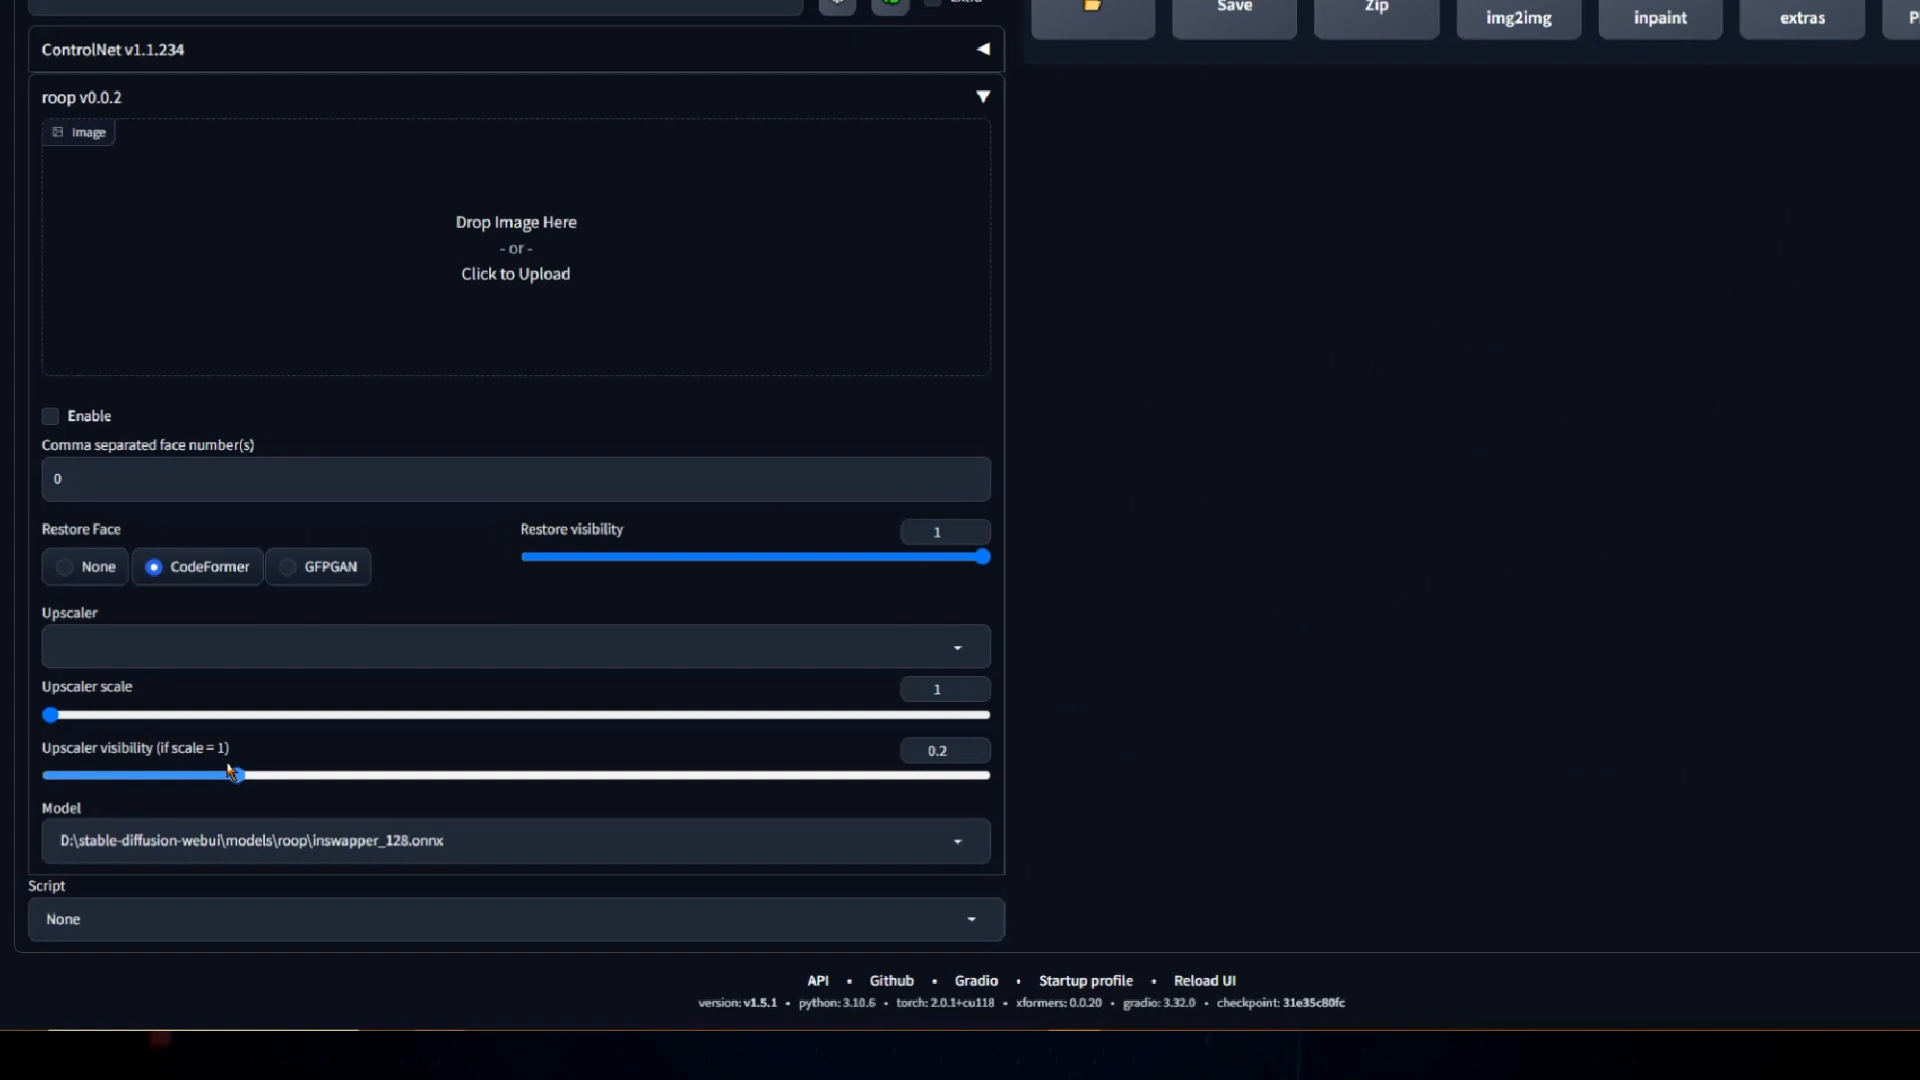 Save
Zip
img2img
inpaint
extras
ControlNet v1.1.234
roop v0.0.2
Image
Drop Image Here
- or -
Click to Upload
Enable
Comma separated face number(s)
0
Restore Face
None
CodeFormer
GFPGAN
Restore visibility
1
Upscaler
Upscaler scale
1
Upscaler visibility (if scale = 1)
0.2
Model
D:\stable-diffusion-webui\models\roop\inswapper_128.onnx
Script
None
API • Github • Gradio • Startup profile • Reload UI
version: v1.5.1 • python: 3.10.6 • torch: 2.0.1+cu118 • xformers: 0.0.20 • gradio: 3.32.0 • checkpoint: 31e35c80fc